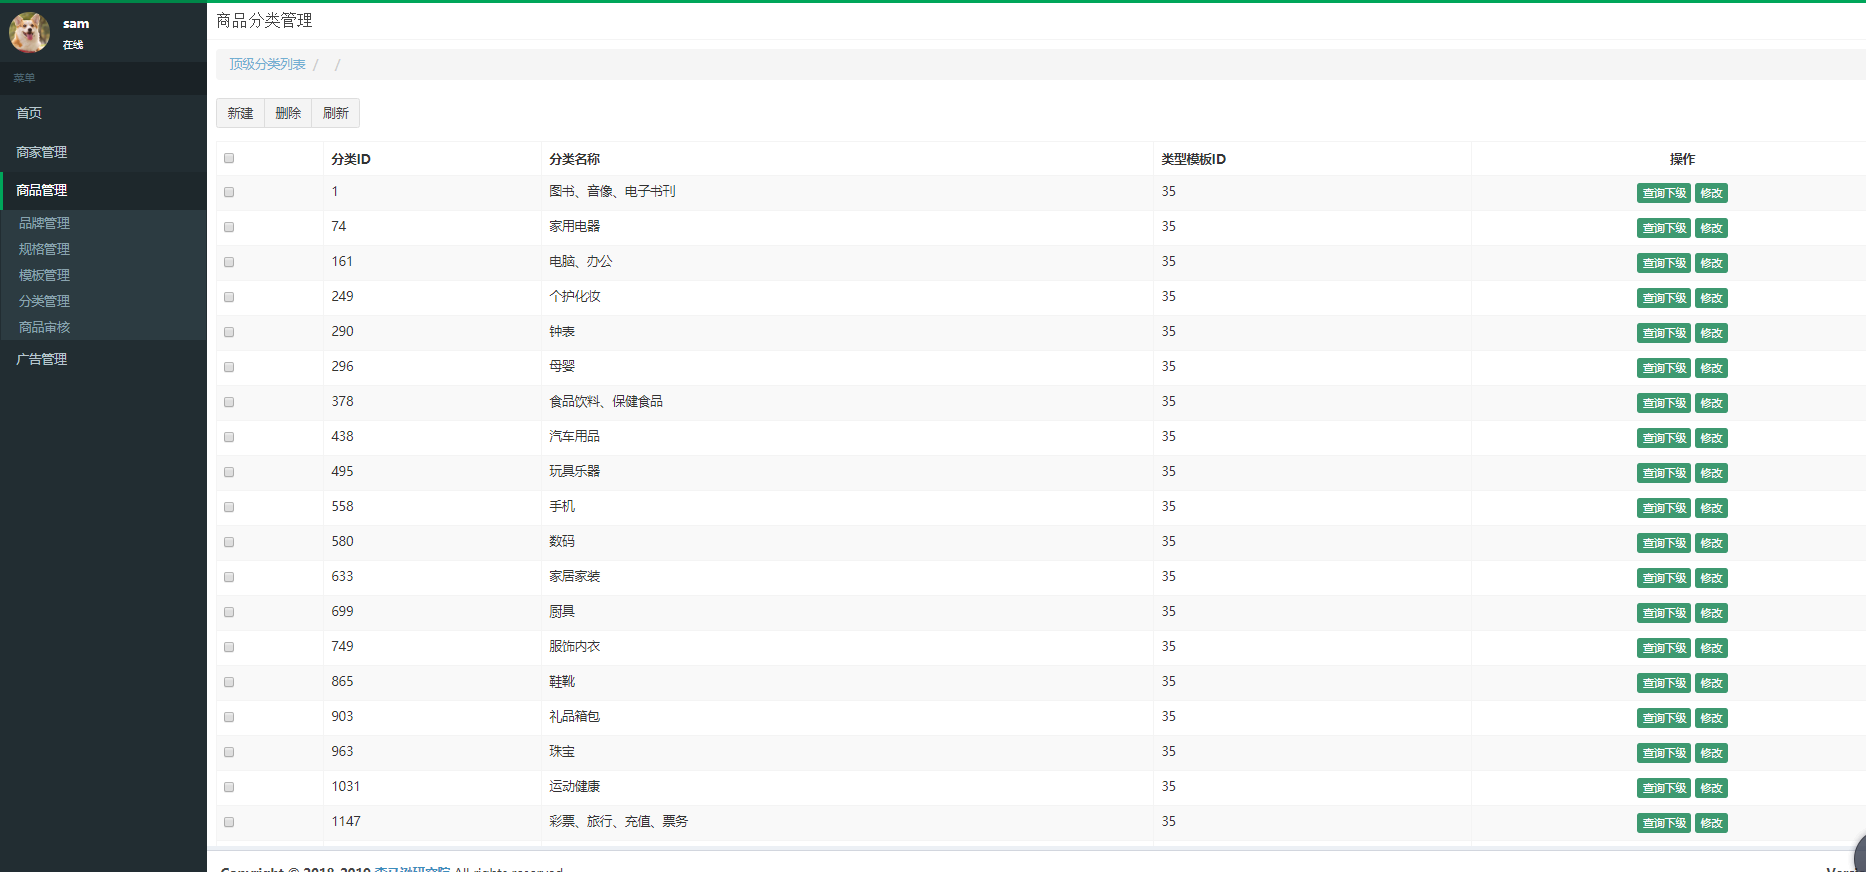 sam
在线
菜单
首页
商家管理
商品管理
品牌管理
规格管理
模板管理
分类管理
商品审核
广告管理
商品分类管理
顶级分类列表 / /
新建 删除 刷新
分类ID 分类名称 类型模板ID 操作
1 图书、音像、电子书刊 35 查询下级 修改
74 家用电器 35 查询下级 修改
161 电脑、办公 35 查询下级 修改
249 个护化妆 35 查询下级 修改
290 钟表 35 查询下级 修改
296 母婴 35 查询下级 修改
378 食品饮料、保健食品 35 查询下级 修改
438 汽车用品 35 查询下级 修改
495 玩具乐器 35 查询下级 修改
558 手机 35 查询下级 修改
580 数码 35 查询下级 修改
633 家居家装 35 查询下级 修改
699 厨具 35 查询下级 修改
749 服饰内衣 35 查询下级 修改
865 鞋靴 35 查询下级 修改
903 礼品箱包 35 查询下级 修改
963 珠宝 35 查询下级 修改
1031 运动健康 35 查询下级 修改
1147 彩票、旅行、充值、票务 35 查询下级 修改
Copyright © 2018-2019 研究院 All rights reserved